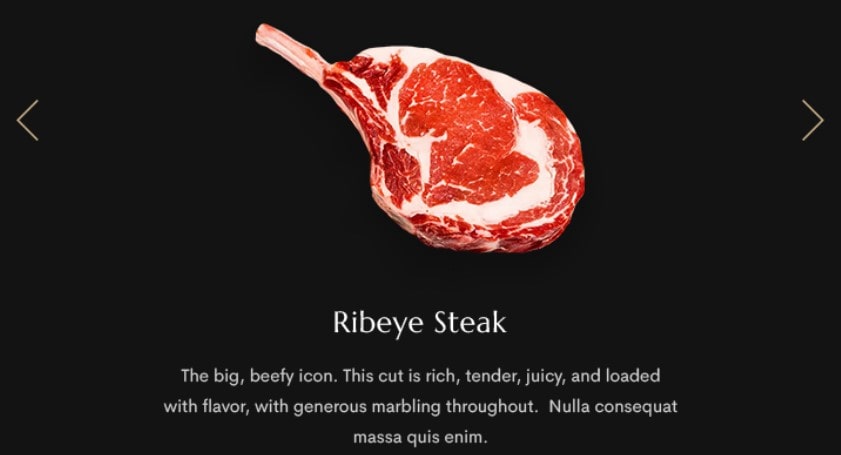 Ribeye Steak
The big, beefy icon. This cut is rich, tender, juicy, and loaded
with flavor, with generous marbling throughout.  Nulla consequat
massa quis enim.